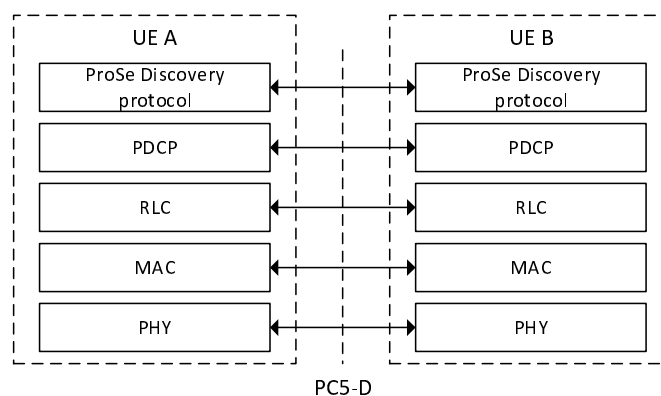 UE A
UE B
ProSe Discovery
protocol
ProSe Discovery
protocol
PDCP
PDCP
RLC
RLC
MAC
MAC
PHY
PHY
PC5-D